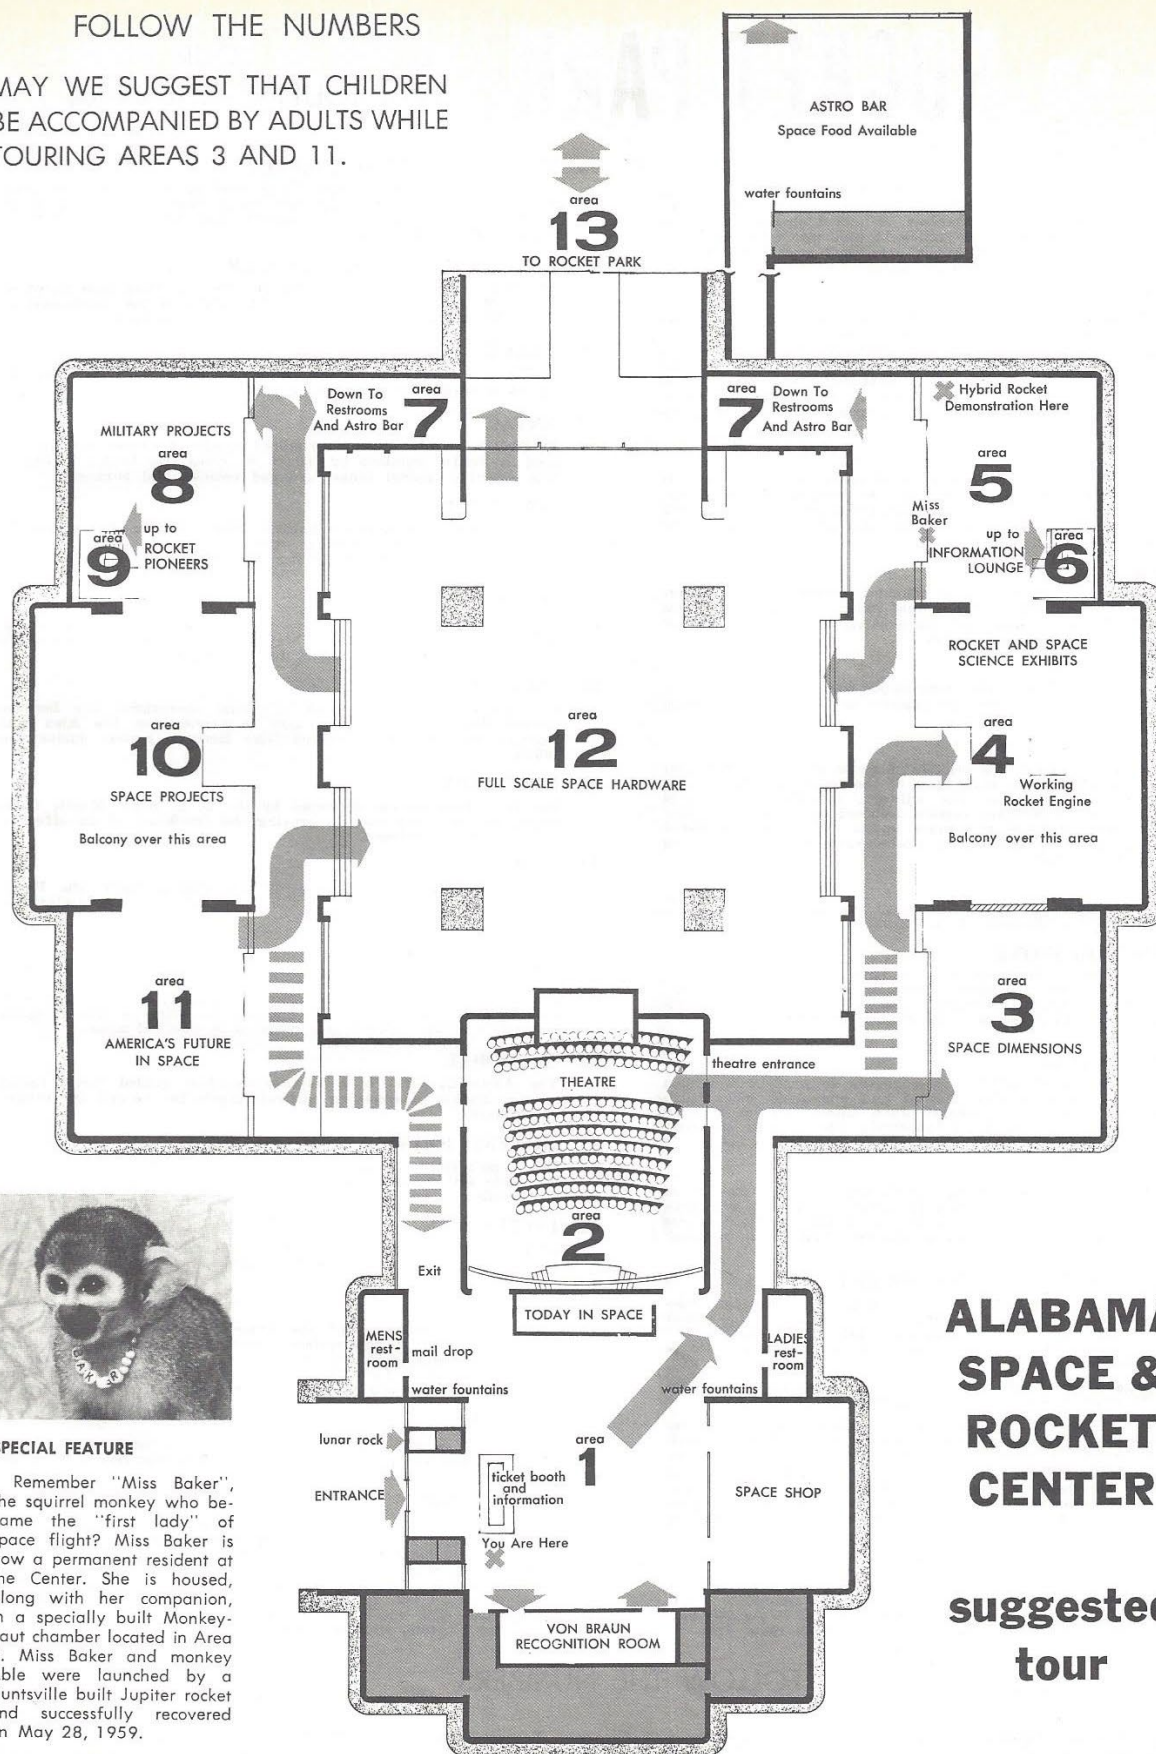 FOLLOW THE NUMBERS
MAY WE SUGGEST THAT CHILDREN
BE ACCOMPANIED BY ADULTS WHILE
TOURING AREAS 3 AND 11.
ASTRO BAR
Space Food Available
water fountains
area
13
TO ROCKET PARK
Down To
Restrooms
And Astro Bar
area
7
area
7
Down To
Restrooms
And Astro Bar
Hybrid Rocket
Demonstration Here
MILITARY PROJECTS
area
8
area
9
up to
ROCKET
PIONEERS
area
5
Miss
Baker
up to
INFORMATION
LOUNGE
area
6
ROCKET AND SPACE
SCIENCE EXHIBITS
area
10
SPACE PROJECTS
Balcony over this area
area
12
FULL SCALE SPACE HARDWARE
area
4
Working
Rocket Engine
Balcony over this area
area
11
AMERICA'S FUTURE
IN SPACE
area
3
SPACE DIMENSIONS
THEATRE
theatre entrance
area
2
Exit
TODAY IN SPACE
MENS
rest-
room
mail drop
water fountains
LADIES
rest-
room
water fountains
lunar rock
ENTRANCE
ticket booth
and
information
You Are Here
area
1
SPACE SHOP
VON BRAUN
RECOGNITION ROOM
BAKER
SPECIAL FEATURE
Remember "Miss Baker",
he squirrel monkey who be-
ame the "first lady" of
pace flight? Miss Baker is
ow a permanent resident at
he Center. She is housed,
long with her companion,
n a specially built Monkey-
aut chamber located in Area
. Miss Baker and monkey
ble were launched by a
untsville built Jupiter rocket
nd successfully recovered
n May 28, 1959.
ALABAMA
SPACE &
ROCKET
CENTER
suggested
tour